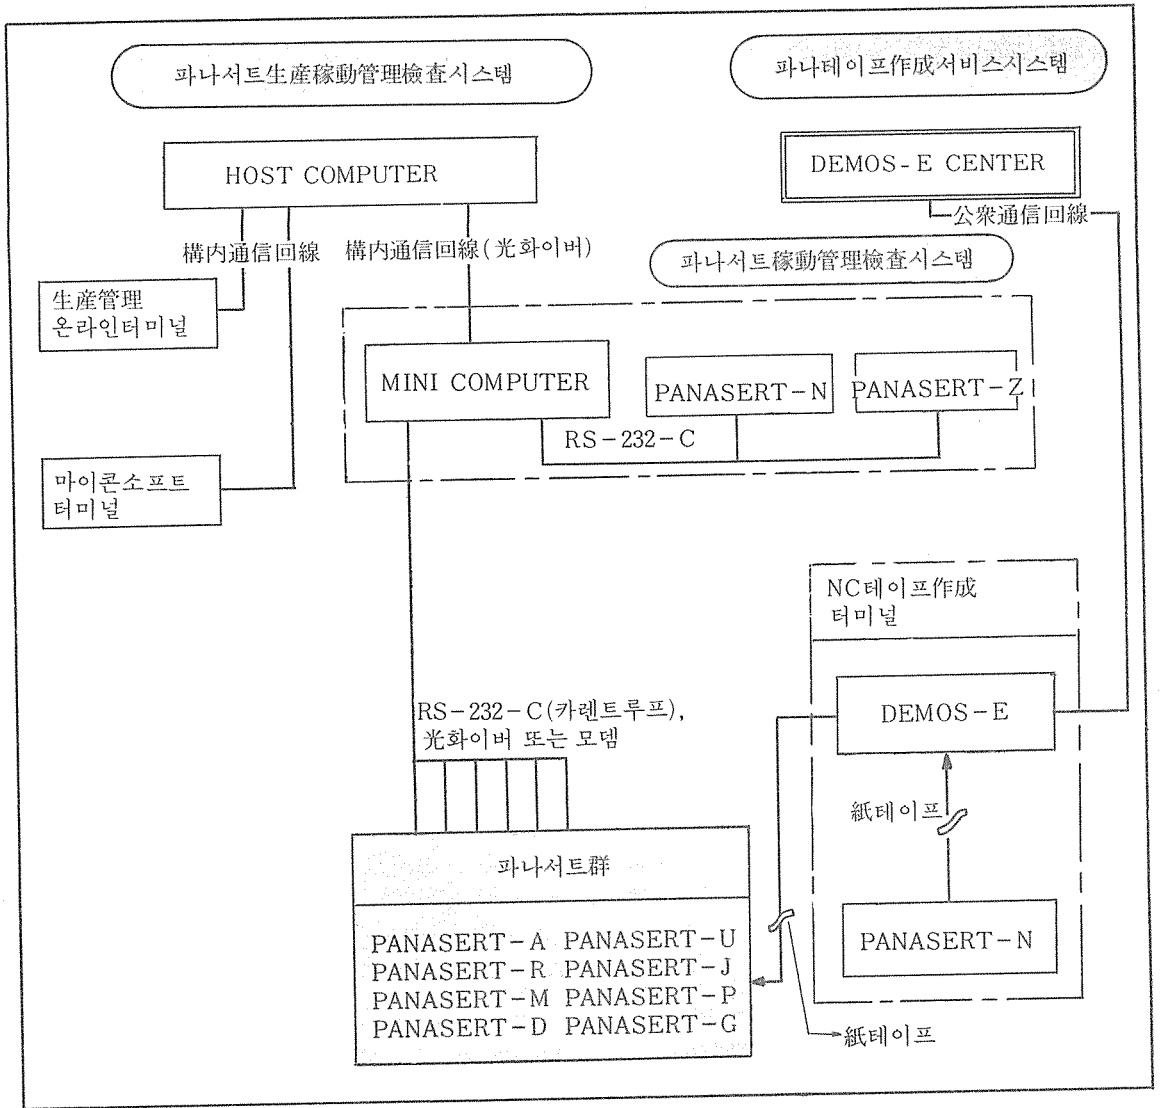 파나서트生産稼動管理檢査시스템
파나테이프作成서비스시스템
HOST COMPUTER
DEMOS-E CENTER
公衆通信回線
構内通信回線
構内通信回線(光화이버)
파나서트稼動管理檢査시스템
生産管理
온라인터미널
MINI COMPUTER
PANASERT-N
PANASERT-Z
RS-232-C
마이콘소프트
터미널
NC테이프作成
터미널
RS-232-C(카렌트루프),
光화이버 또는 모뎀
DEMOS-E
紙테이프
파나서트群
PANASERT-A PANASERT-U
PANASERT-R PANASERT-J
PANASERT-M PANASERT-P
PANASERT-D PANASERT-G
PANASERT-N
紙테이프